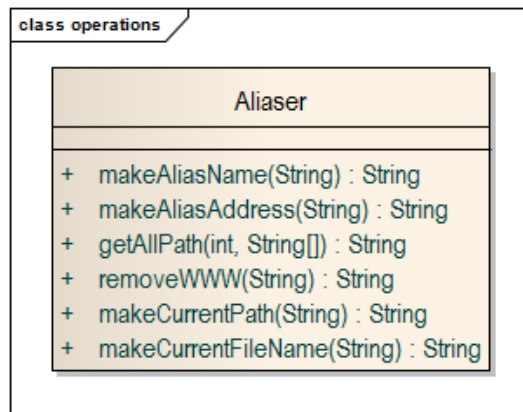 class operations
Aliaser
+ makeAliasName(String) : String
+ makeAliasAddress(String) : String
+ getAllPath(int, String[]) : String
+ removeWWW(String) : String
+ makeCurrentPath(String) : String
+ makeCurrentFileName(String) : String